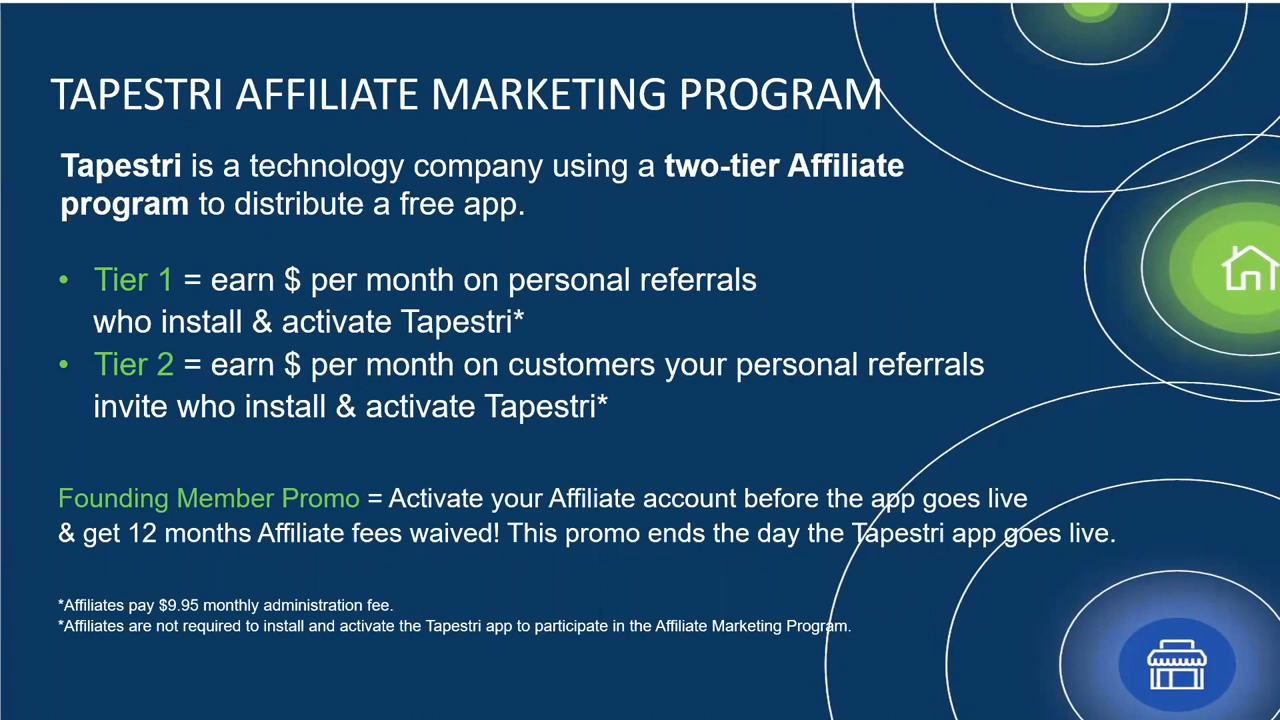 TAPESTRI AFFILIATE MARKETING PROGRAM
Tapestri is a technology company using a two-tier Affiliate
program to distribute a free app.
• Tier 1 = earn $ per month on personal referrals
who install & activate Tapestri*
• Tier 2 = earn $ per month on customers your personal referrals
invite who install & activate Tapestri*
Founding Member Promo = Activate your Affiliate account before the app goes live
& get 12 months Affiliate fees waived! This promo ends the day the Tapestri app goes live.
*Affiliates pay $9.95 monthly administration fee.
*Affiliates are not required to install and activate the Tapestri app to participate in the Affiliate Marketing Program.